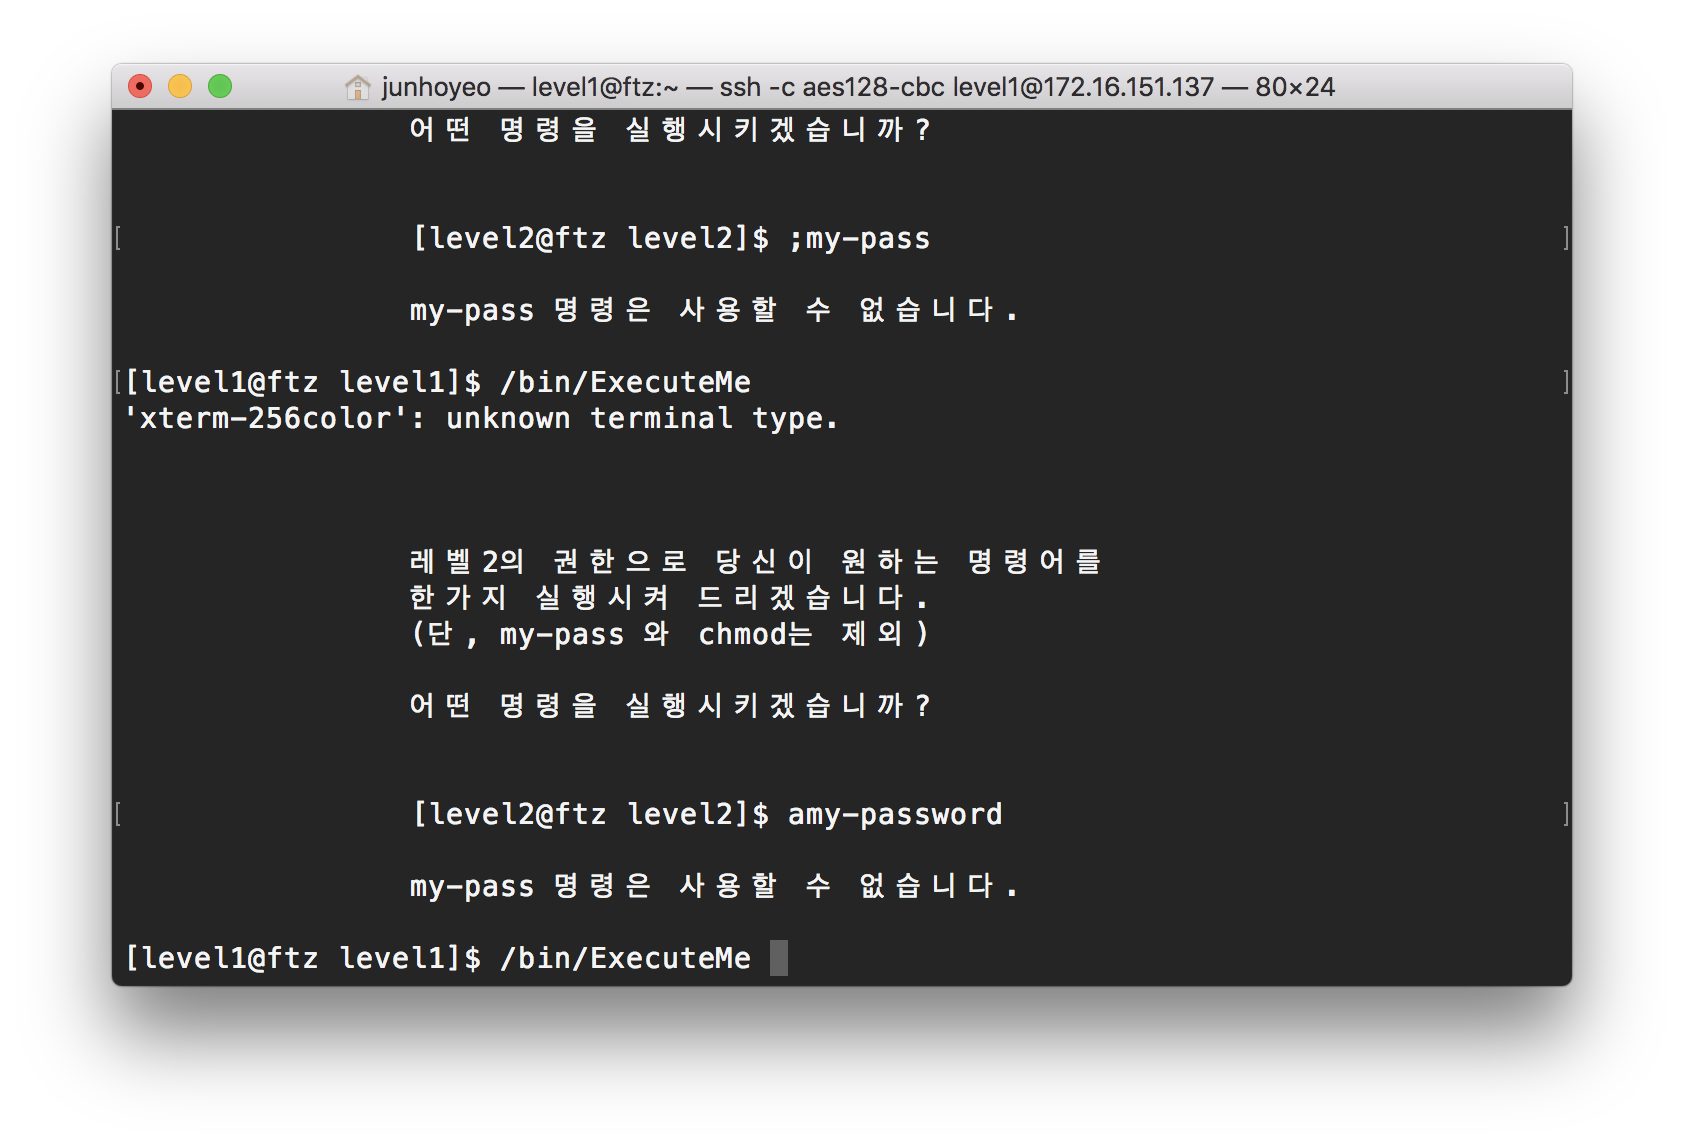 junhoyeo — level1@ftz:~ — ssh -c aes128-cbc level1@172.16.151.137 — 80×24
어떤 명령을 실행시키겠습니까?
[level2@ftz level2]$ ;my-pass
my-pass 명령은 사용할 수 없습니다.
[level1@ftz level1]$ /bin/ExecuteMe
'xterm-256color': unknown terminal type.
레벨2의 권한으로 당신이 원하는 명령어를
한가지 실행시켜 드리겠습니다.
(단, my-pass 와 chmod는 제외)
어떤 명령을 실행시키겠습니까?
[level2@ftz level2]$ amy-password
my-pass 명령은 사용할 수 없습니다.
[level1@ftz level1]$ /bin/ExecuteMe